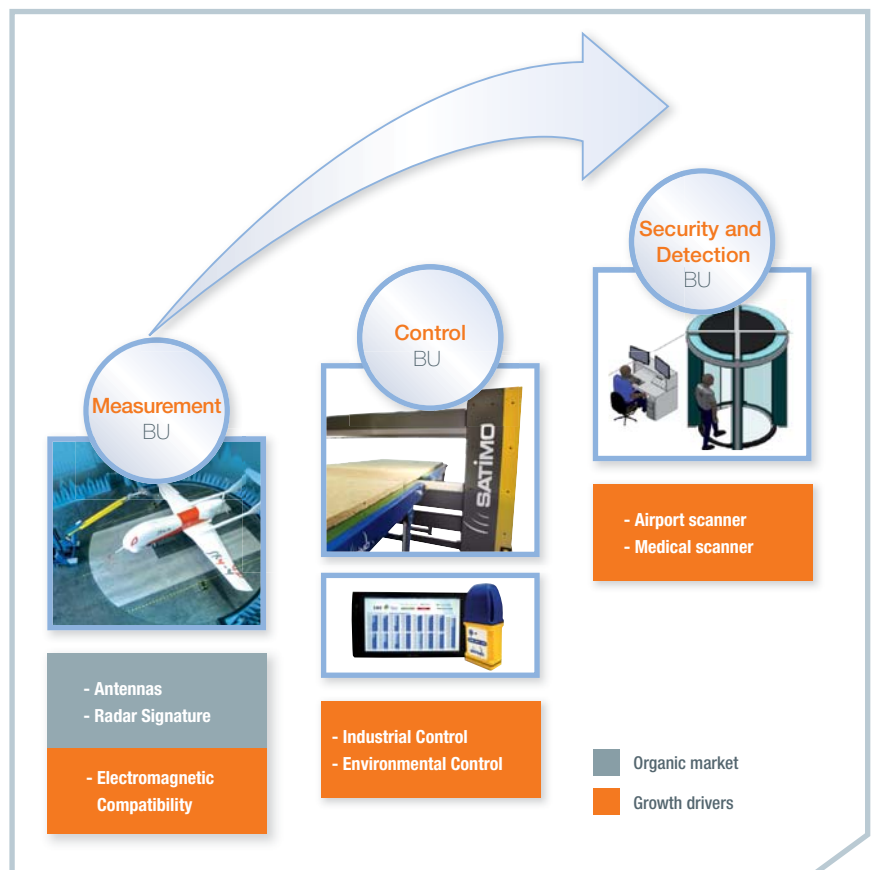 Security and
Detection
BU
Control
BU
Measurement
BU
SATIMO
- Airport scanner
- Medical scanner
- Antennas
- Radar Signature
- Electromagnetic
Compatibility
- Industrial Control
- Environmental Control
Organic market
Growth drivers